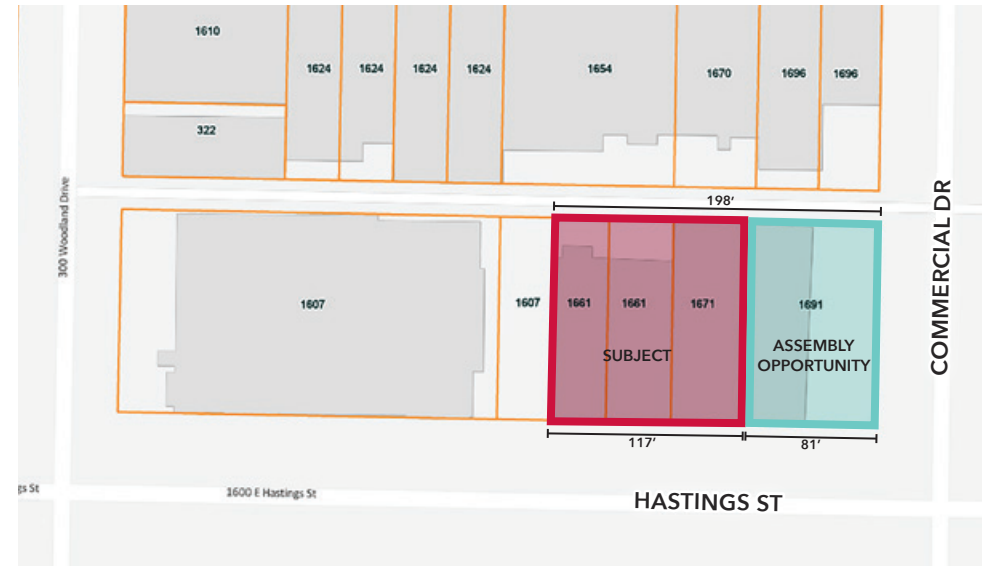 1610
1624
1624
1624
1624
1654
1670
1696
1696
322
300 Woodland Drive
198'
COMMERCIAL DR
1607
1607
1661
1661
1671
1691
SUBJECT
ASSEMBLY
OPPORTUNITY
117'
81'
gs St
1600 E Hastings St
HASTINGS ST